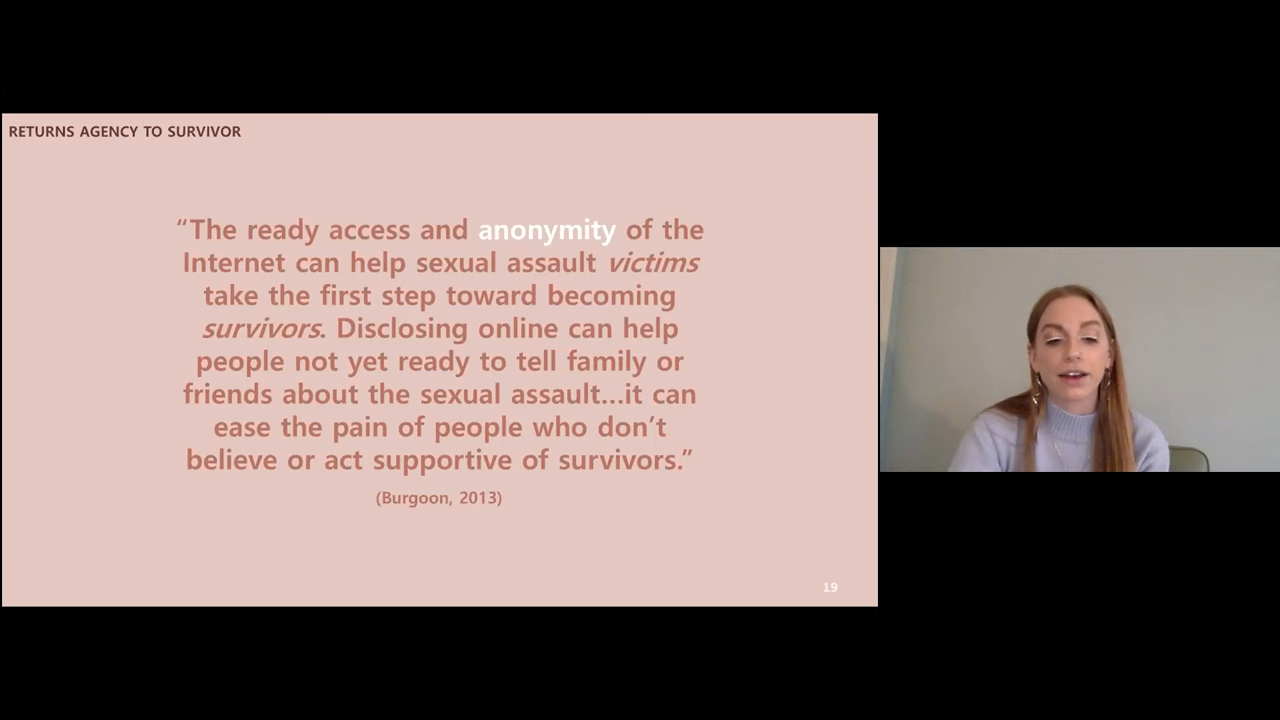 RETURNS AGENCY TO SURVIVOR
“The ready access and anonymity of the
Internet can help sexual assault victims
take the first step toward becoming
survivors. Disclosing online can help
people not yet ready to tell family or
friends about the sexual assault...it can
ease the pain of people who don’t
believe or act supportive of survivors.”
(Burgoon, 2013)
19